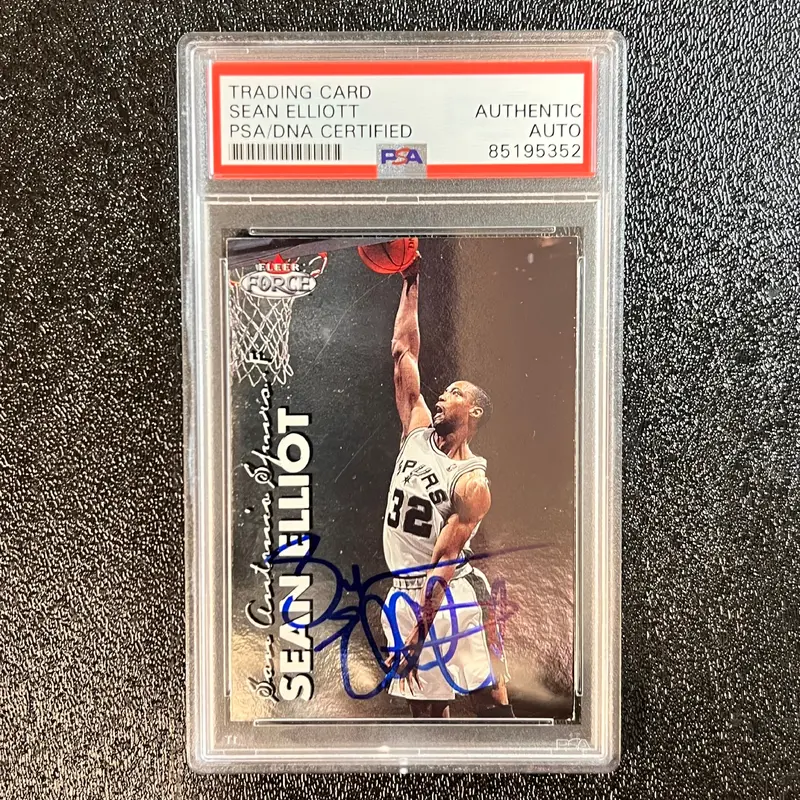 TRADING CARD
SEAN ELLIOTT
PSA/DNA CERTIFIED
AUTHENTIC
AUTO
85195352
PSA
FLEER
FORCE
San Antonio Spurs • F
SEAN ELLIOT
SPURS
32
PSA